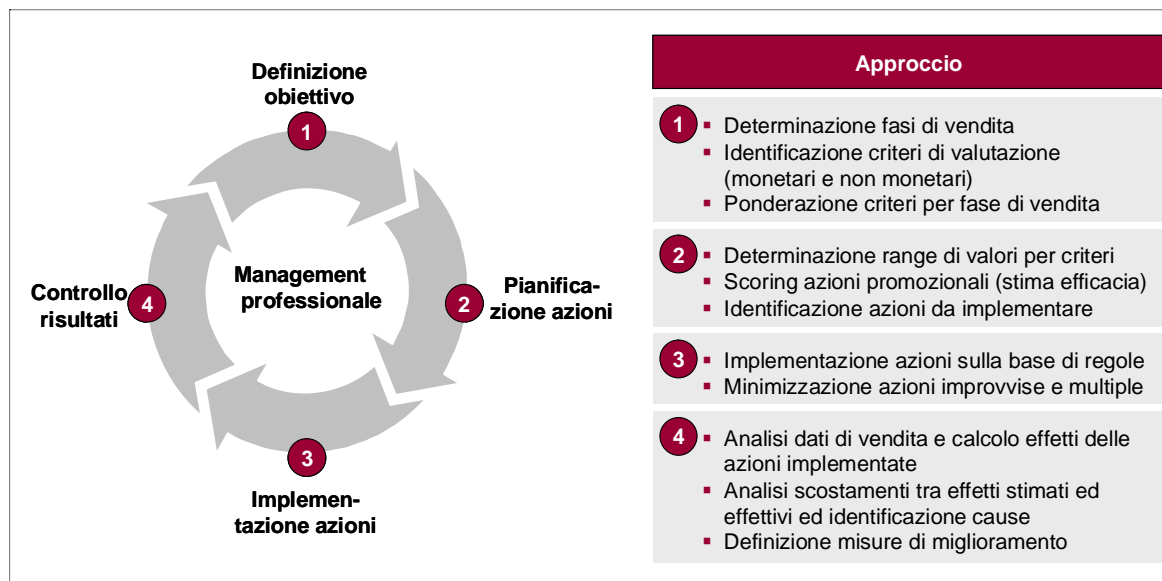 Definizione
obiettivo
1
Management
professionale
Pianifica-
zione azioni
2
3
Implemen-
tazione azioni
Controllo
risultati
4
Approccio
1
▪ Determinazione fasi di vendita
▪ Identificazione criteri di valutazione
(monetari e non monetari)
▪ Ponderazione criteri per fase di vendita
2
▪ Determinazione range di valori per criteri
▪ Scoring azioni promozionali (stima efficacia)
▪ Identificazione azioni da implementare
3
▪ Implementazione azioni sulla base di regole
▪ Minimizzazione azioni improvvise e multiple
4
▪ Analisi dati di vendita e calcolo effetti delle
azioni implementate
▪ Analisi scostamenti tra effetti stimati ed
effettivi ed identificazione cause
▪ Definizione misure di miglioramento